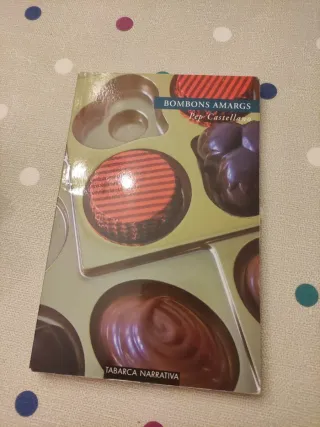 BOMBONS AMARGS
Pep Castellano
TABARCA NARRATIVA